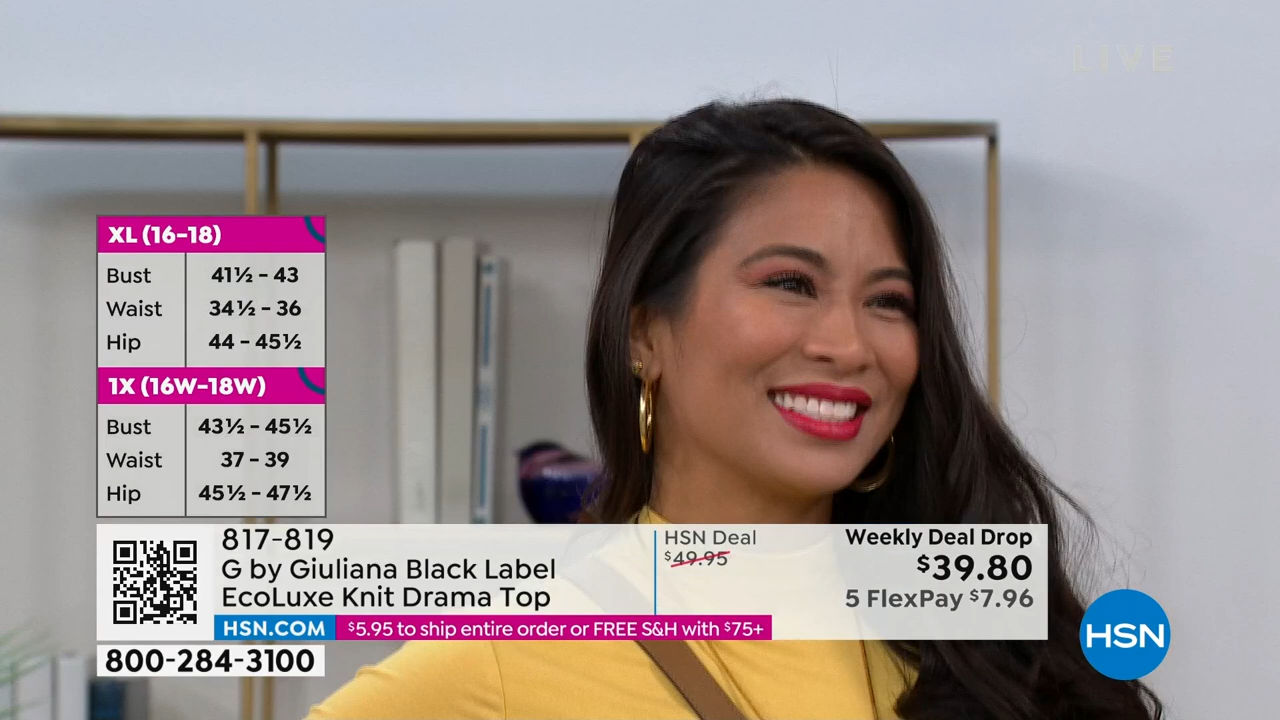 LIVE
XL (16–18)
Bust 41½ – 43
Waist 34½ – 36
Hip 44 – 45½
1X (16W–18W)
Bust 43½ – 45½
Waist 37 – 39
Hip 45½ – 47½
817-819
G by Giuliana Black Label
EcoLuxe Knit Drama Top
HSN Deal
$49.95
Weekly Deal Drop
$39.80
5 FlexPay $7.96
HSN.COM $5.95 to ship entire order or FREE S&H with $75+
800-284-3100
HSN